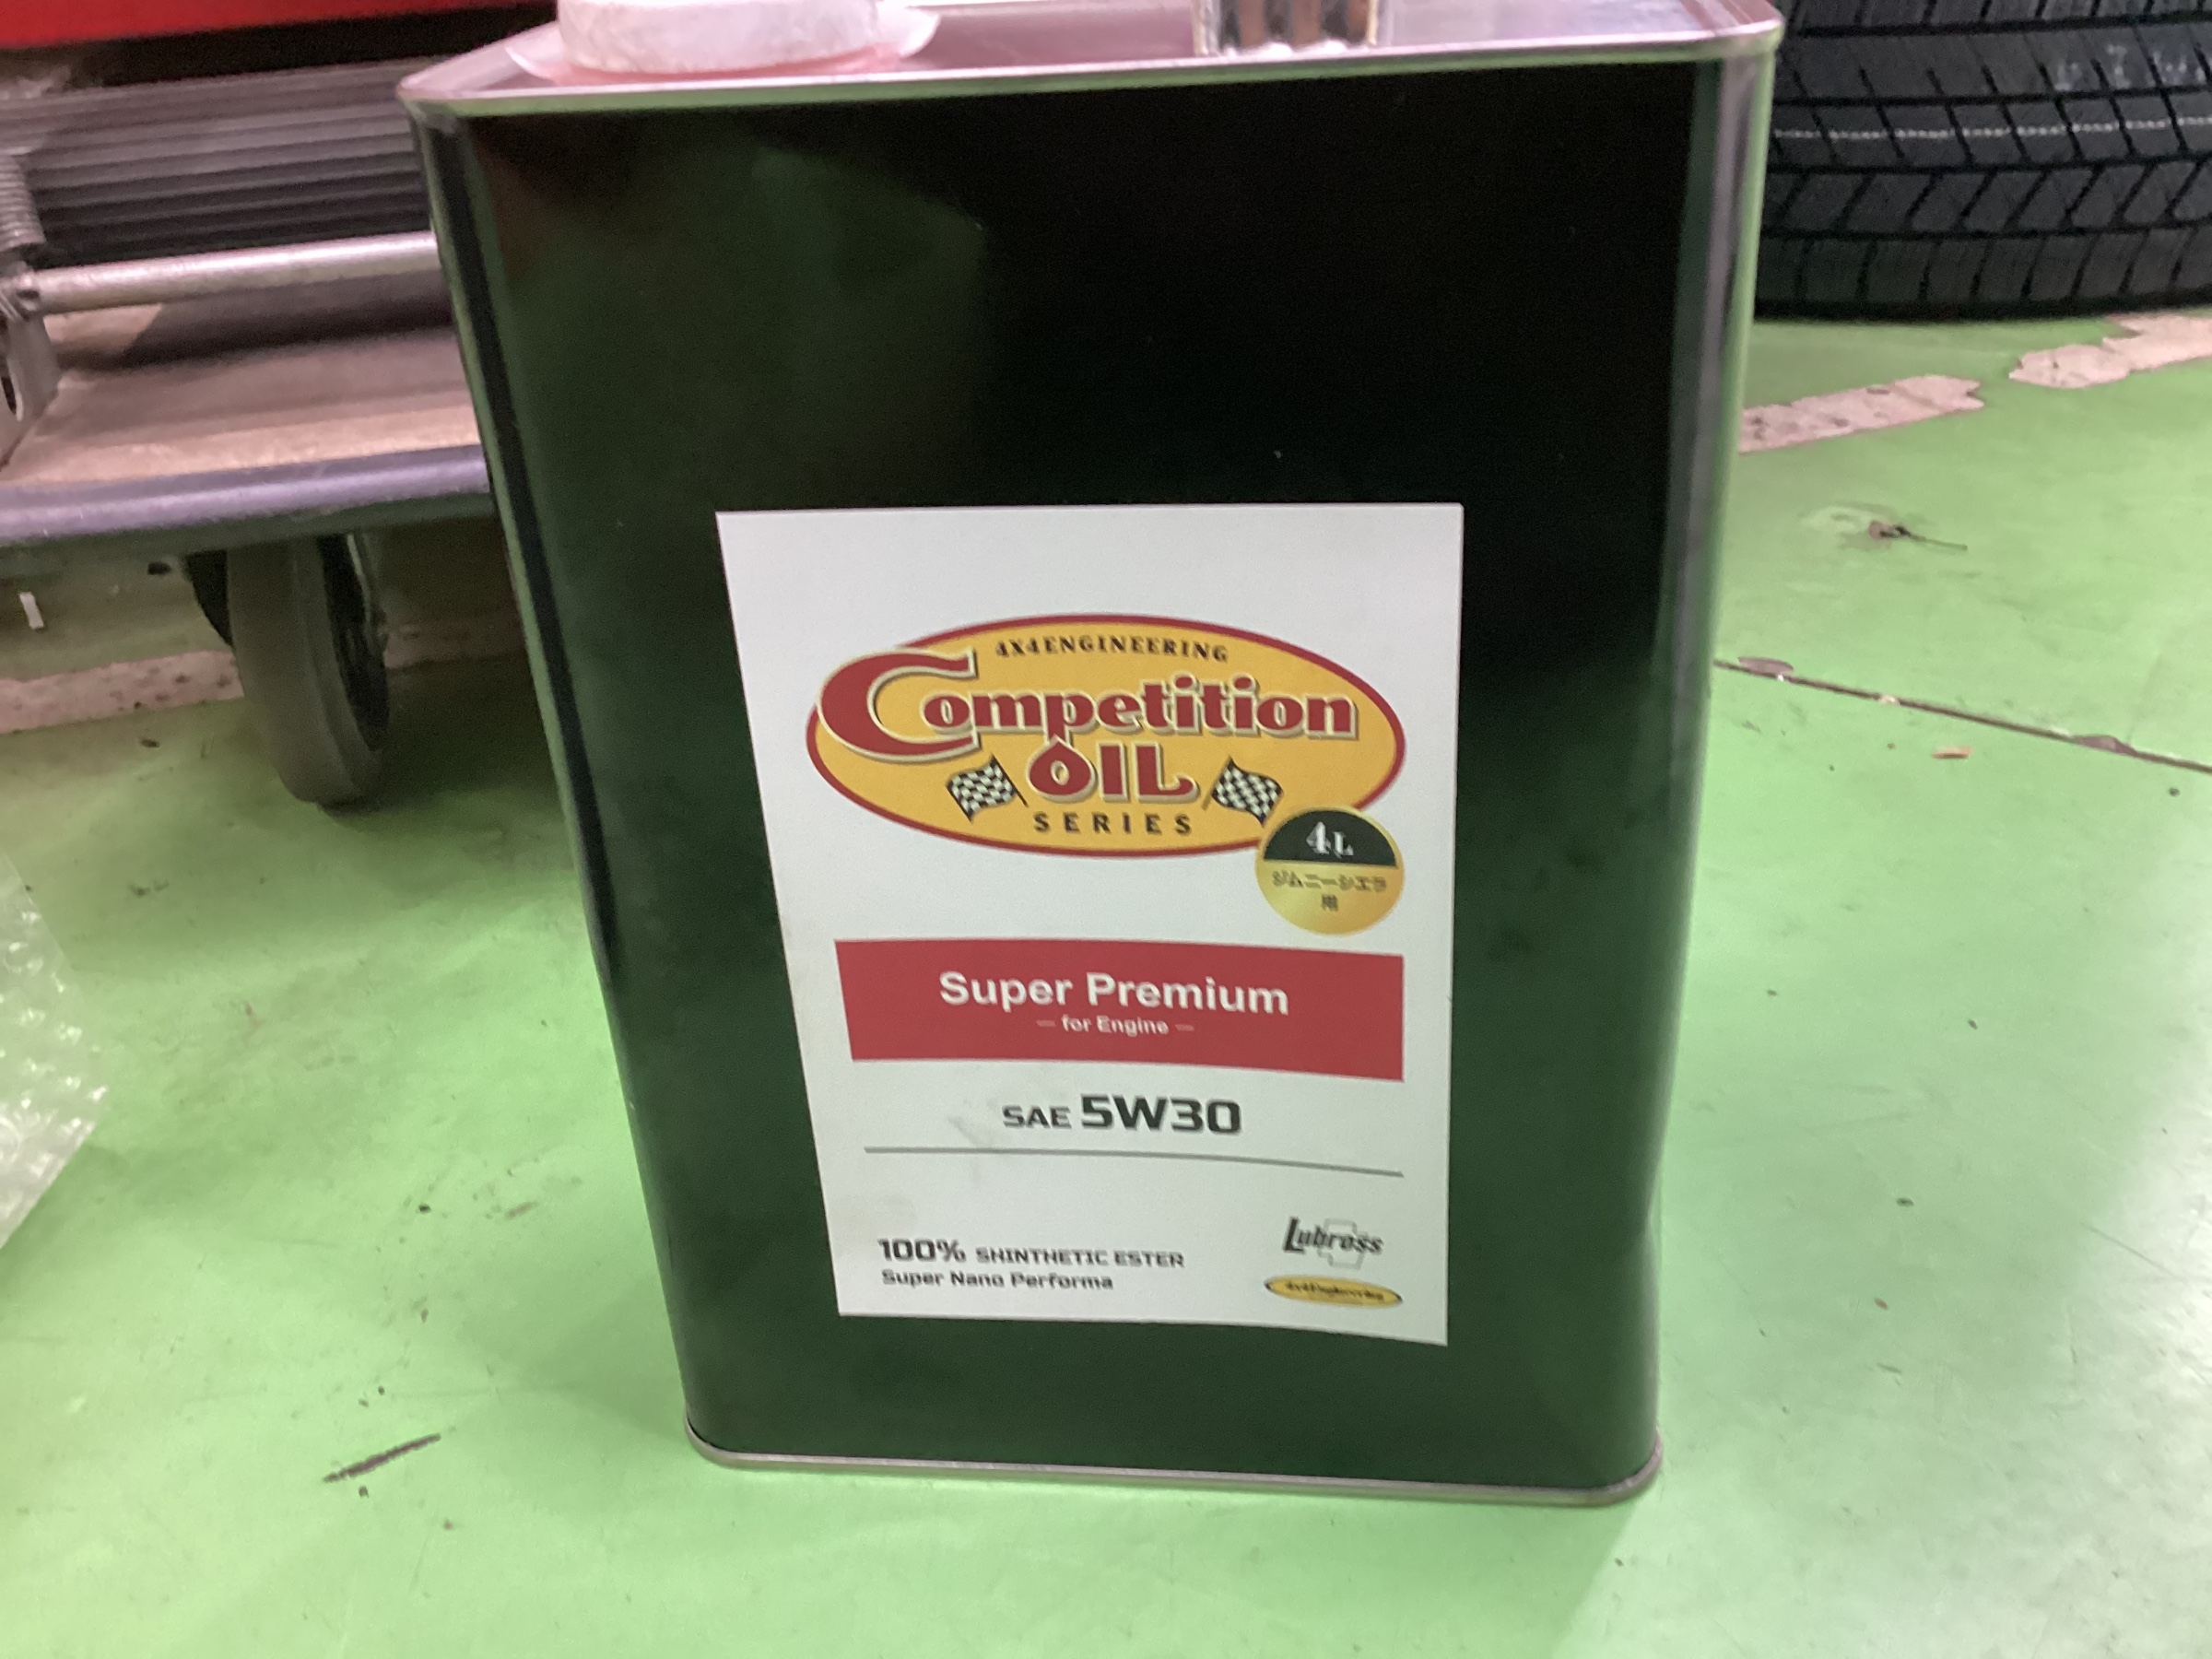 4X4ENGINEERING
Competition
OIL
SERIES
4L
ジムニーシエラ
用
Super Premium
— for Engine —
SAE 5W30
100% SHINTHETIC ESTER
Super Nano Performa
Lubross
4x4Engineering